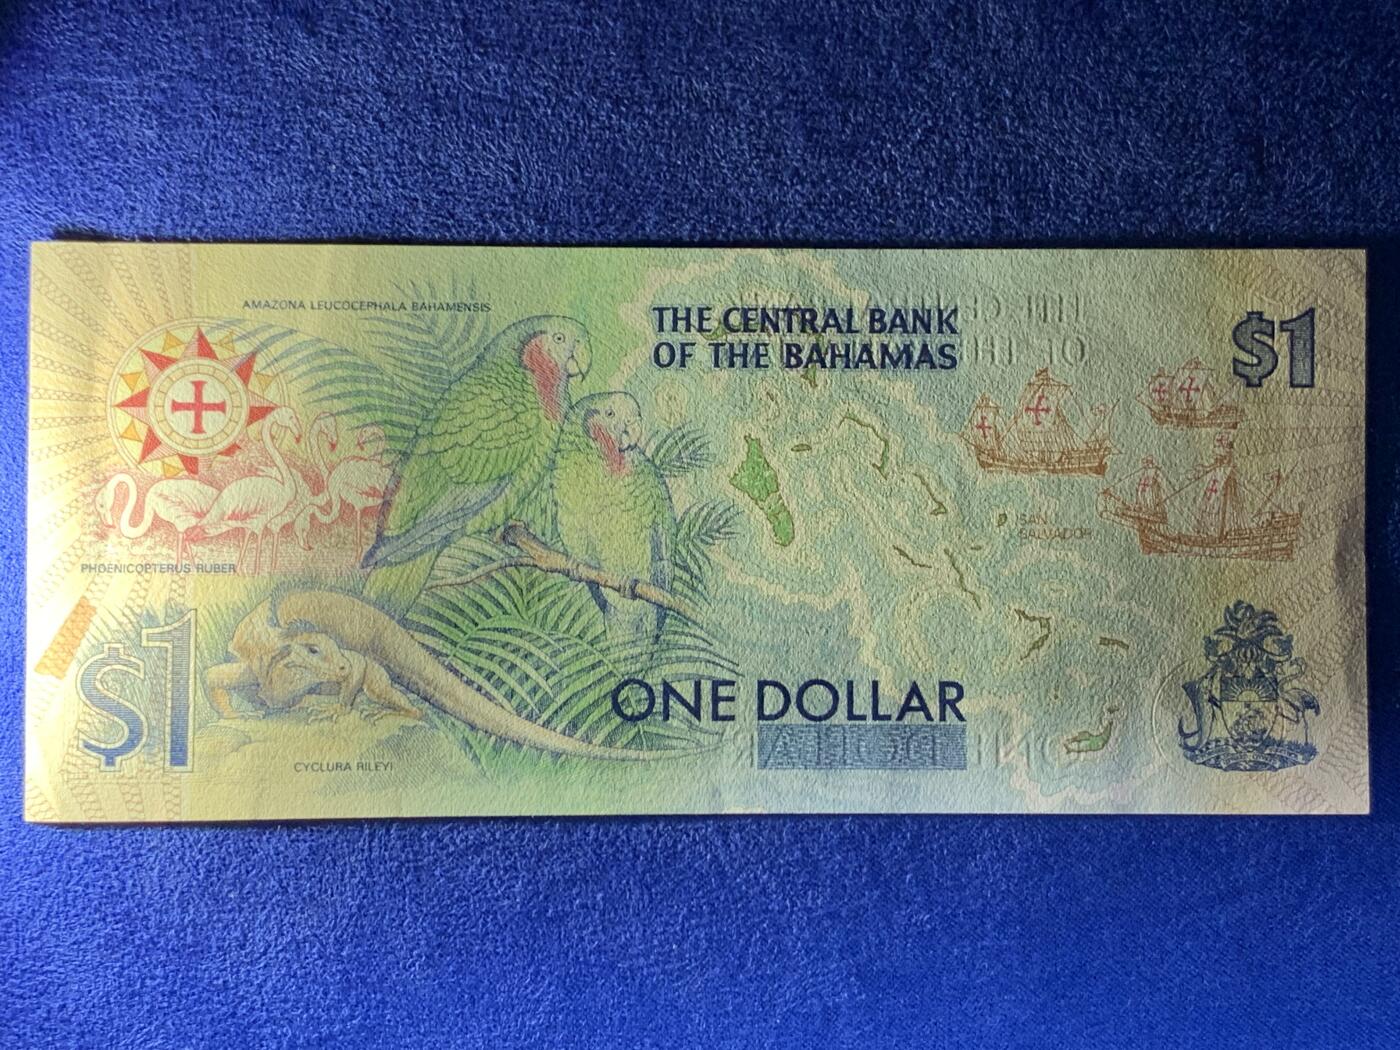 AMAZONA LEUCOCEPHALA BAHAMENSIS
THE CENTRAL BANK
OF THE BAHAMAS
$1
SAN
SALVADOR
PHOENICOPTERUS RUBER
$1
ONE DOLLAR
CYCLURA RILEYI